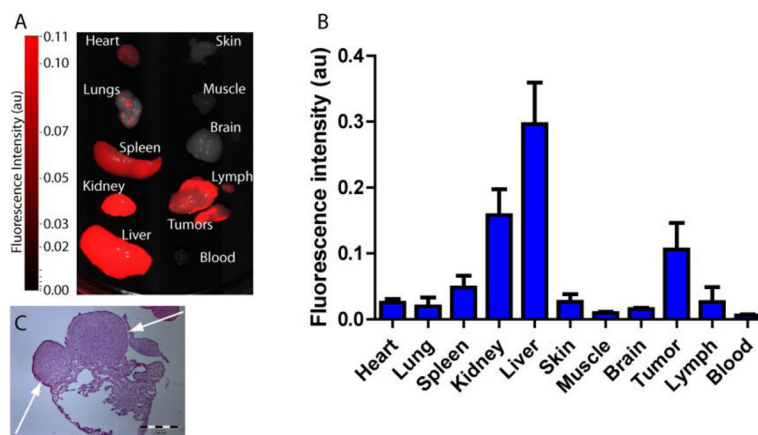 A
0.11
0.10
0.07
0.05
0.03
0.02
0.00
Fluorescence Intensity (au)
Heart
Skin
Lungs
Muscle
Brain
Spleen
Lymph
Kidney
Tumors
Liver
Blood
B
0.4
0.3
0.2
0.1
0.0
Fluorescence intensity (au)
Heart
Lung
Spleen
Kidney
Liver
Skin
Muscle
Brain
Tumor
Lymph
Blood
C